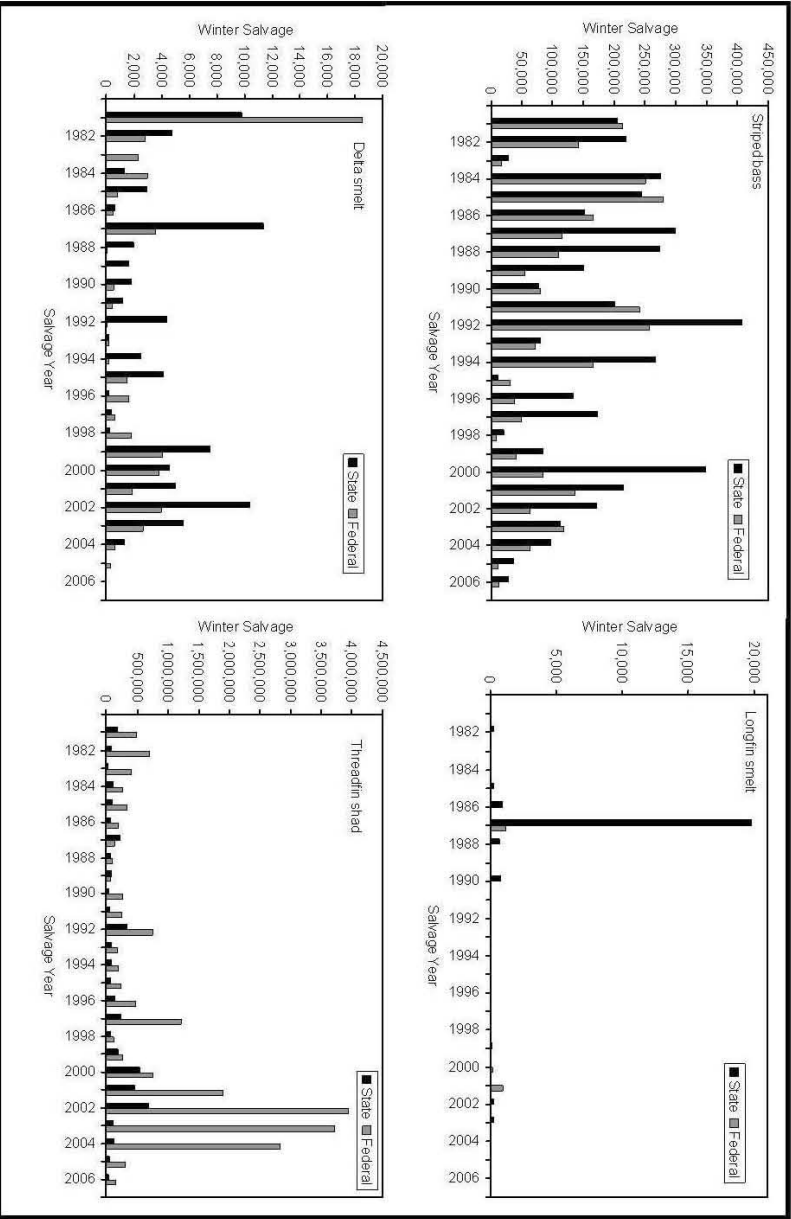 Striped bass
Winter Salvage
450,000
400,000
350,000
300,000
250,000
200,000
150,000
100,000
50,000
0
1982 1984 1986 1988 1990 1992 1994 1996 1998 2000 2002 2004 2006
Salvage Year
State Federal
Longfin smelt
Winter Salvage
20,000
15,000
10,000
5,000
0
1982 1984 1986 1988 1990 1992 1994 1996 1998 2000 2002 2004 2006
Salvage Year
State Federal
Delta smelt
Winter Salvage
20,000
18,000
16,000
14,000
12,000
10,000
8,000
6,000
4,000
2,000
0
1982 1984 1986 1988 1990 1992 1994 1996 1998 2000 2002 2004 2006
Salvage Year
State Federal
Threadfin shad
Winter Salvage
4,500,000
4,000,000
3,500,000
3,000,000
2,500,000
2,000,000
1,500,000
1,000,000
500,000
0
1982 1984 1986 1988 1990 1992 1994 1996 1998 2000 2002 2004 2006
Salvage Year
State Federal